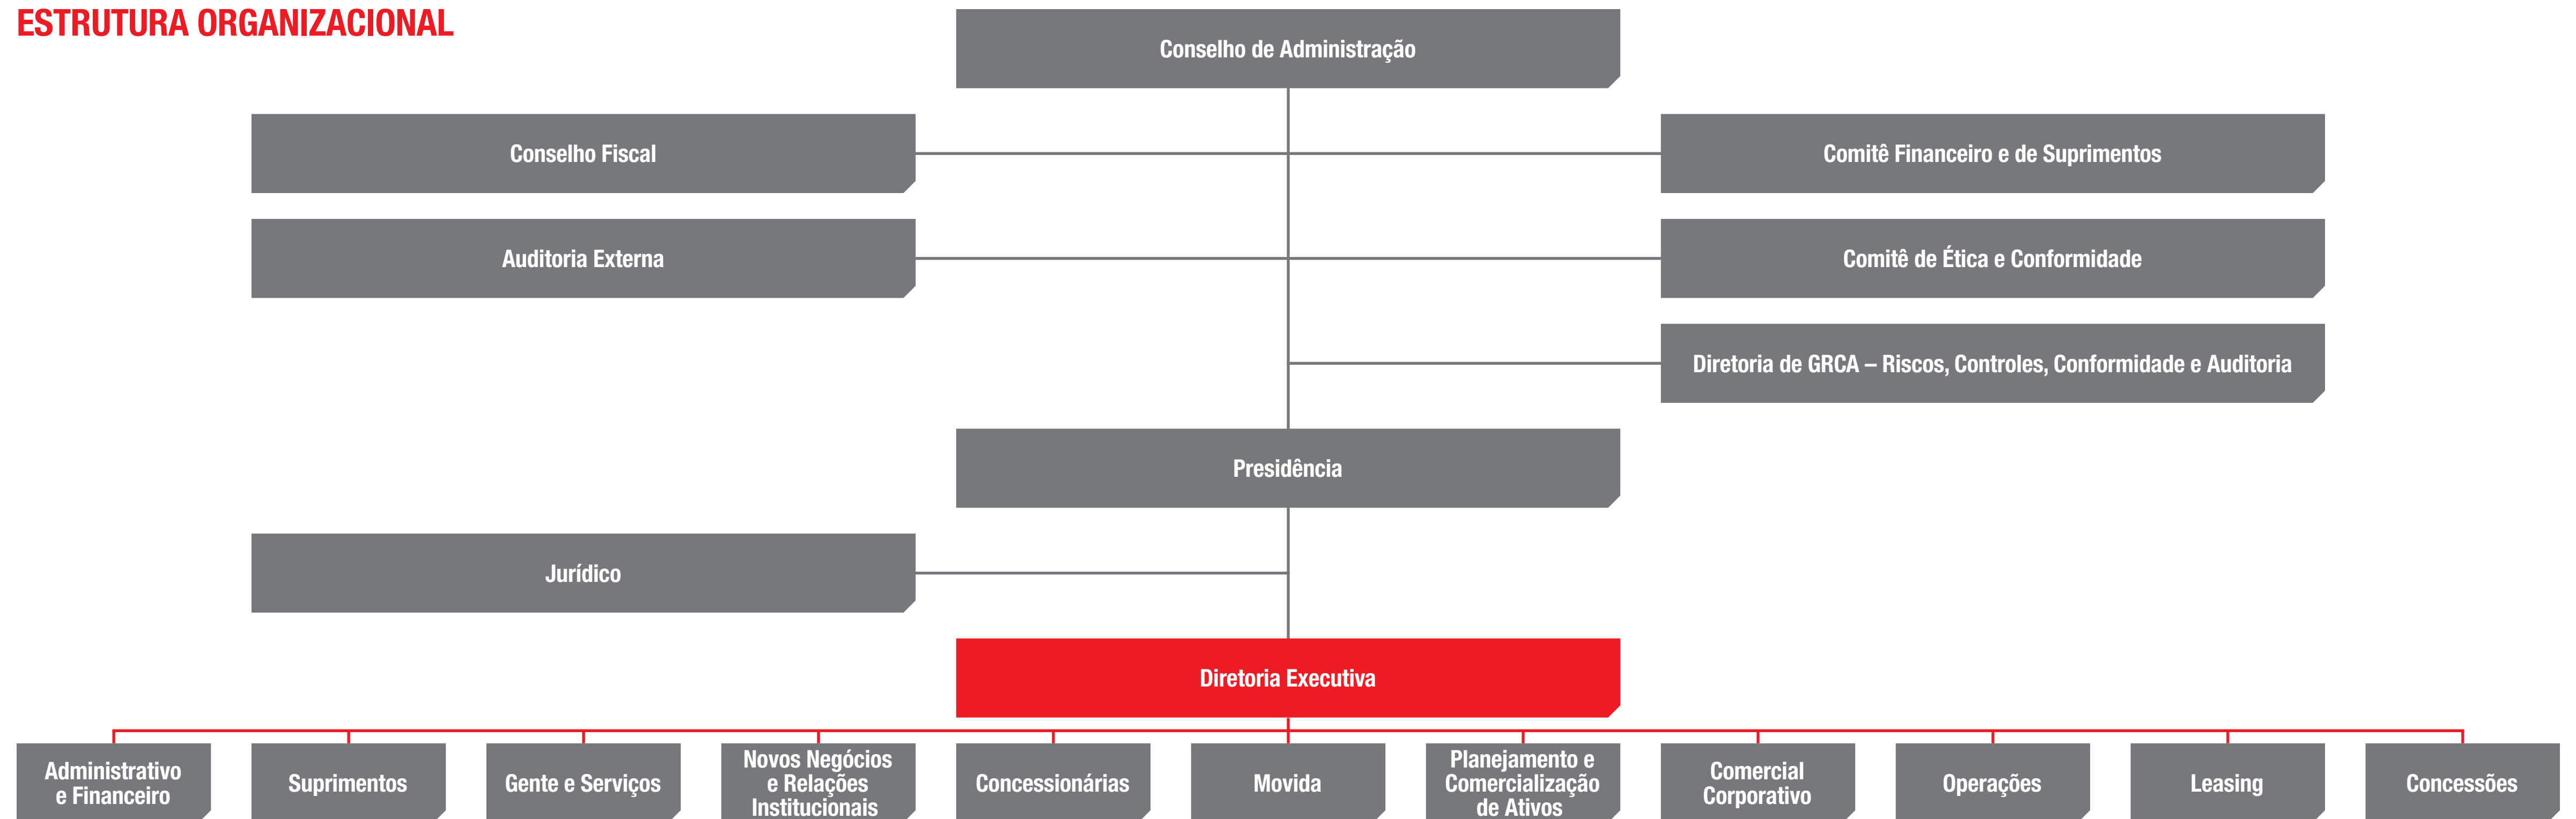 ESTRUTURA ORGANIZACIONAL
Conselho de Administração
Conselho Fiscal
Comitê Financeiro e de Suprimentos
Auditoria Externa
Comitê de Ética e Conformidade
Diretoria de GRCA – Riscos, Controles, Conformidade e Auditoria
Presidência
Jurídico
Diretoria Executiva
Administrativo
e Financeiro
Suprimentos
Gente e Serviços
Novos Negócios
e Relações
Institucionais
Concessionárias
Movida
Planejamento e
Comercialização
de Ativos
Comercial
Corporativo
Operações
Leasing
Concessões